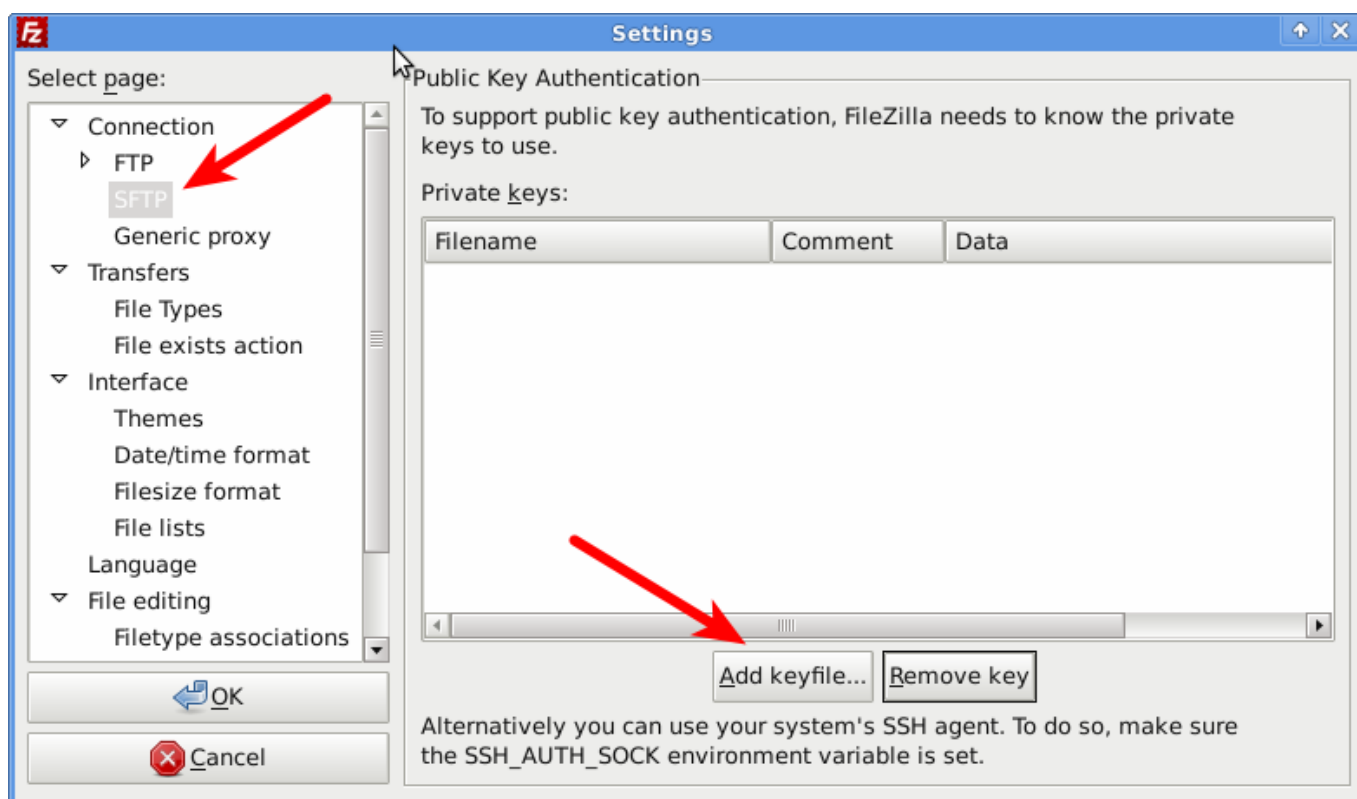 Fz
Settings
Select page:
Connection
FTP
SFTP
Generic proxy
Transfers
File Types
File exists action
Interface
Themes
Date/time format
Filesize format
File lists
Language
File editing
Filetype associations
OK
Cancel
Public Key Authentication
To support public key authentication, FileZilla needs to know the private
keys to use.
Private keys:
Filename Comment Data
Add keyfile... Remove key
Alternatively you can use your system's SSH agent. To do so, make sure
the SSH_AUTH_SOCK environment variable is set.